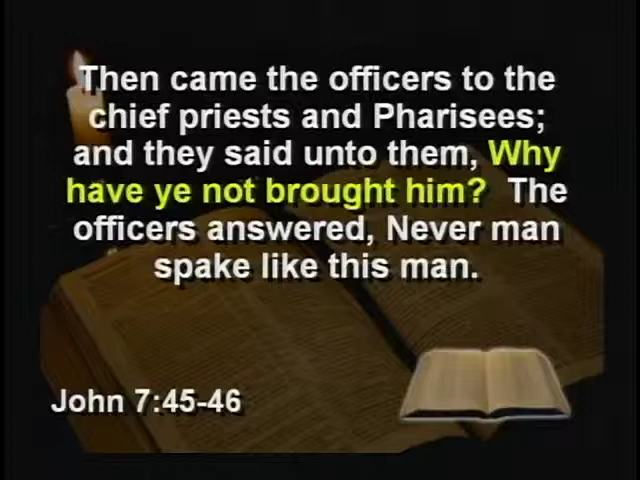 Then came the officers to the
chief priests and Pharisees;
and they said unto them, Why
have ye not brought him? The
officers answered, Never man
spake like this man.
John 7:45-46